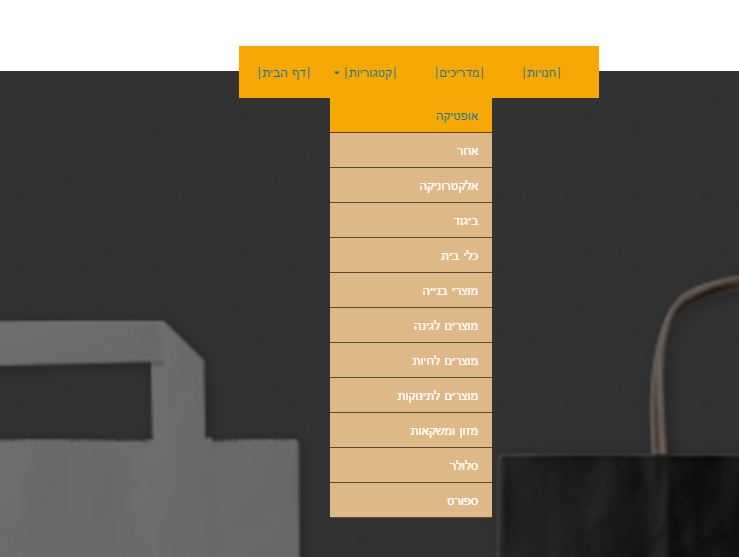 |חנויות| |מדריכים| |קטגוריות| |דף הבית|
אופטיקה
אחר
אלקטרוניקה
ביגוד
כלי בית
מוצרי בנייה
מוצרים לגינה
מוצרים לחיות
מוצרים לתינוקות
מזון ומשקאות
סלולר
ספורט